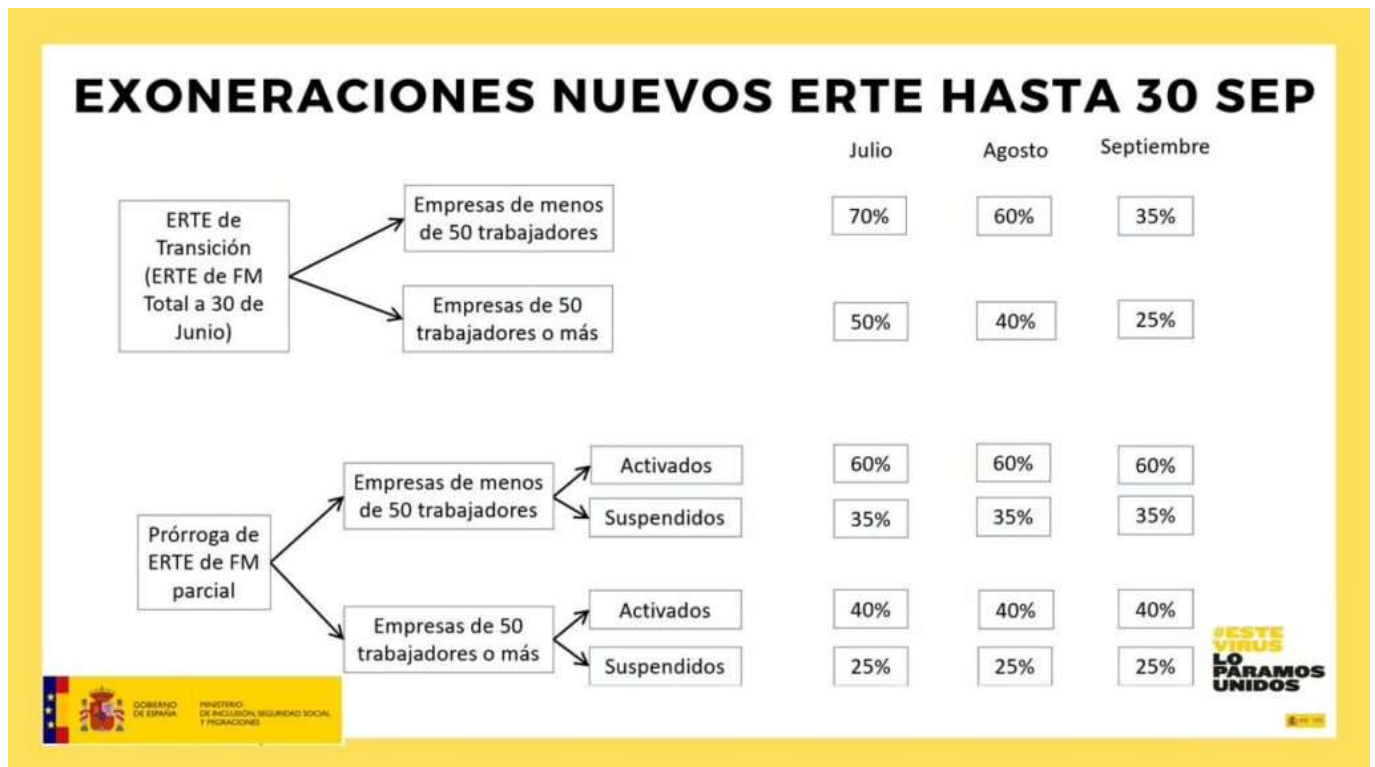 EXONERACIONES NUEVOS ERTE HASTA 30 SEP
Julio
Agosto
Septiembre
ERTE de
Transición
(ERTE de FM
Total a 30 de
Junio)
Empresas de menos
de 50 trabajadores
70%
60%
35%
Empresas de 50
trabajadores o más
50%
40%
25%
Prórroga de
ERTE de FM
parcial
Empresas de menos
de 50 trabajadores
Activados
60%
60%
60%
Suspendidos
35%
35%
35%
Empresas de 50
trabajadores o más
Activados
40%
40%
40%
Suspendidos
25%
25%
25%
#ESTE
VIRUS
LO
PARAMOS
UNIDOS
GOBIERNO
DE ESPAÑA
MINISTERIO
DE INCLUSIÓN, SEGURIDAD SOCIAL
Y MIGRACIONES